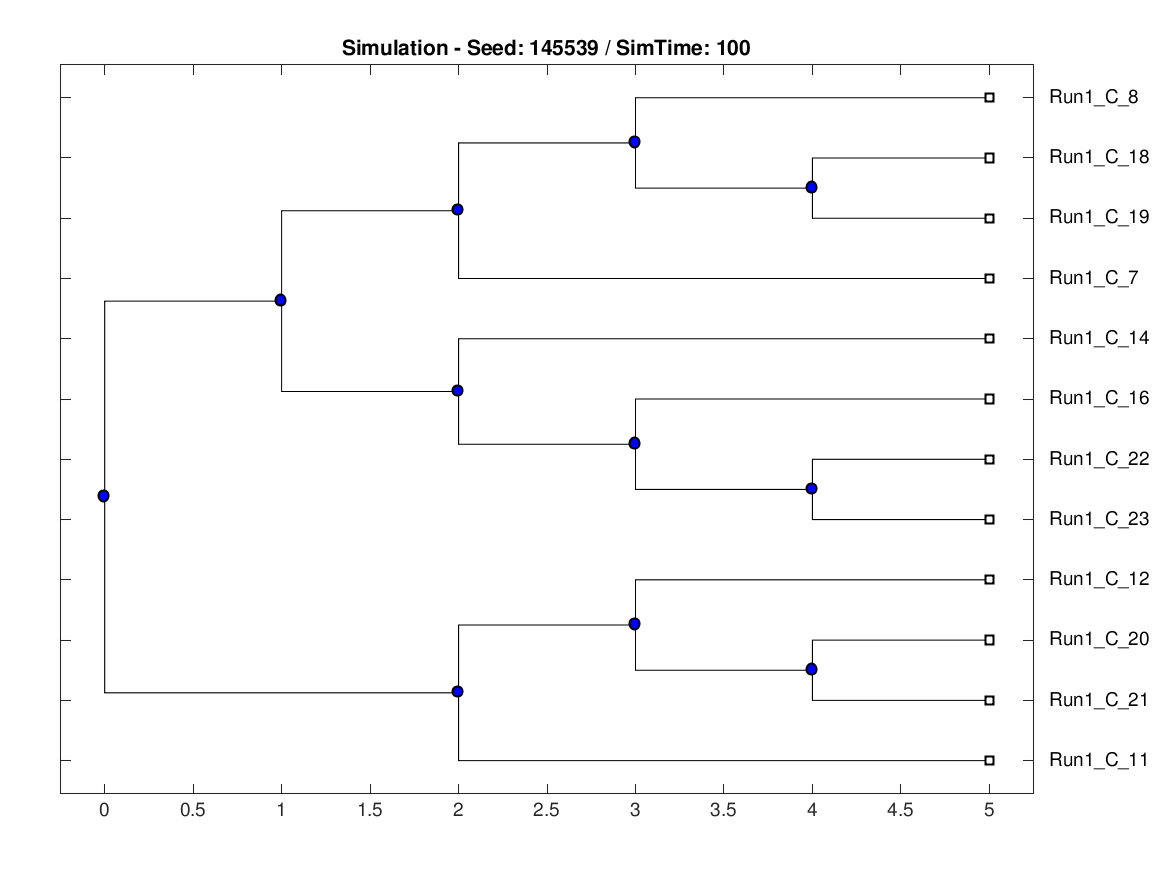 Simulation - Seed: 145539 / SimTime: 100
Run1_C_8
Run1_C_18
Run1_C_19
Run1_C_7
Run1_C_14
Run1_C_16
Run1_C_22
Run1_C_23
Run1_C_12
Run1_C_20
Run1_C_21
Run1_C_11
0 0.5 1 1.5 2 2.5 3 3.5 4 4.5 5